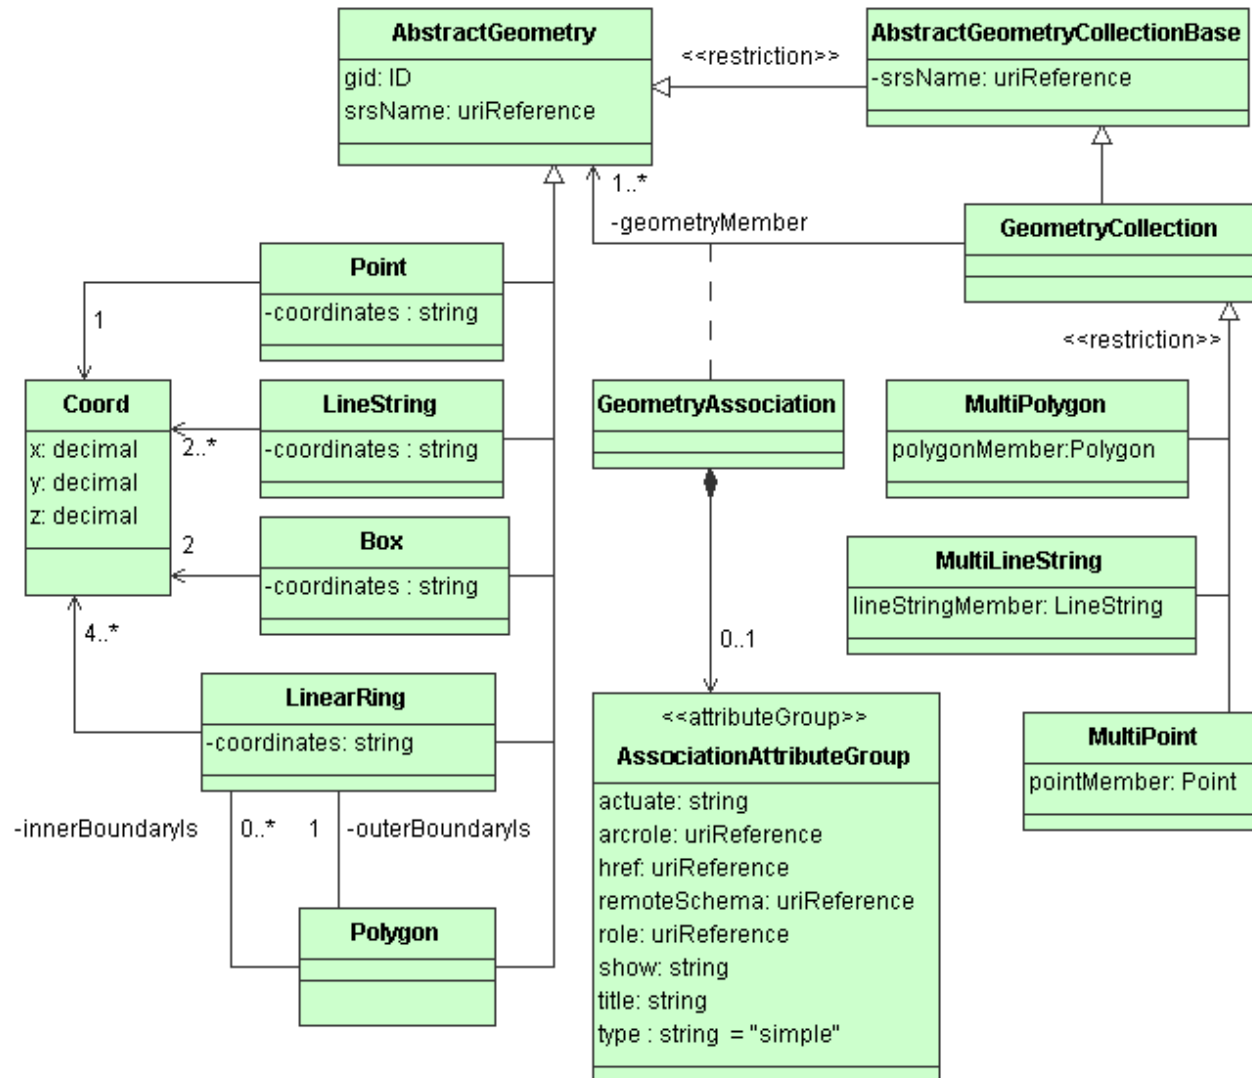 AbstractGeometry
gid: ID
srsName: uriReference
<<restriction>>
AbstractGeometryCollectionBase
-srsName: uriReference
1..*
-geometryMember
GeometryCollection
Point
-coordinates : string
1
<<restriction>>
Coord
x: decimal
y: decimal
z: decimal
LineString
-coordinates : string
2..*
GeometryAssociation
MultiPolygon
polygonMember:Polygon
Box
-coordinates : string
2
MultiLineString
lineStringMember: LineString
4..*
0..1
LinearRing
-coordinates: string
<<attributeGroup>>
AssociationAttributeGroup
actuate: string
arcrole: uriReference
href: uriReference
remoteSchema: uriReference
role: uriReference
show: string
title: string
type : string = "simple"
MultiPoint
pointMember: Point
-innerBoundaryIs
0..*
1
-outerBoundaryIs
Polygon